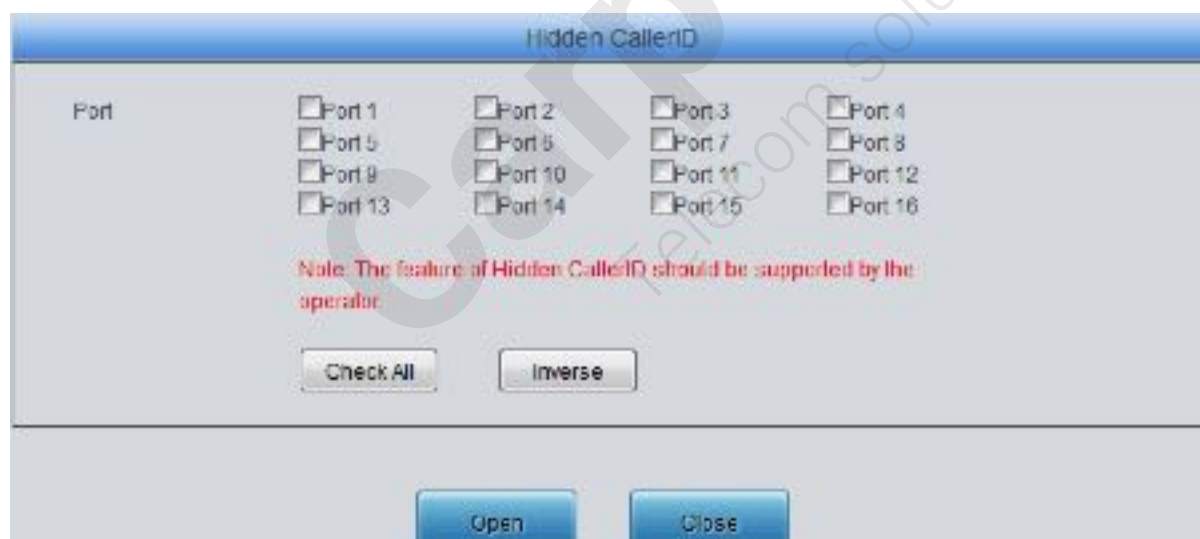 Hidden CallerID
Port Port 1 Port 2 Port 3 Port 4
Port 5 Port 6 Port 7 Port 8
Port 9 Port 10 Port 11 Port 12
Port 13 Port 14 Port 15 Port 16
Note: The feature of Hidden CallerID should be supported by the
operator.
Check All Inverse
Open Close
Telecom